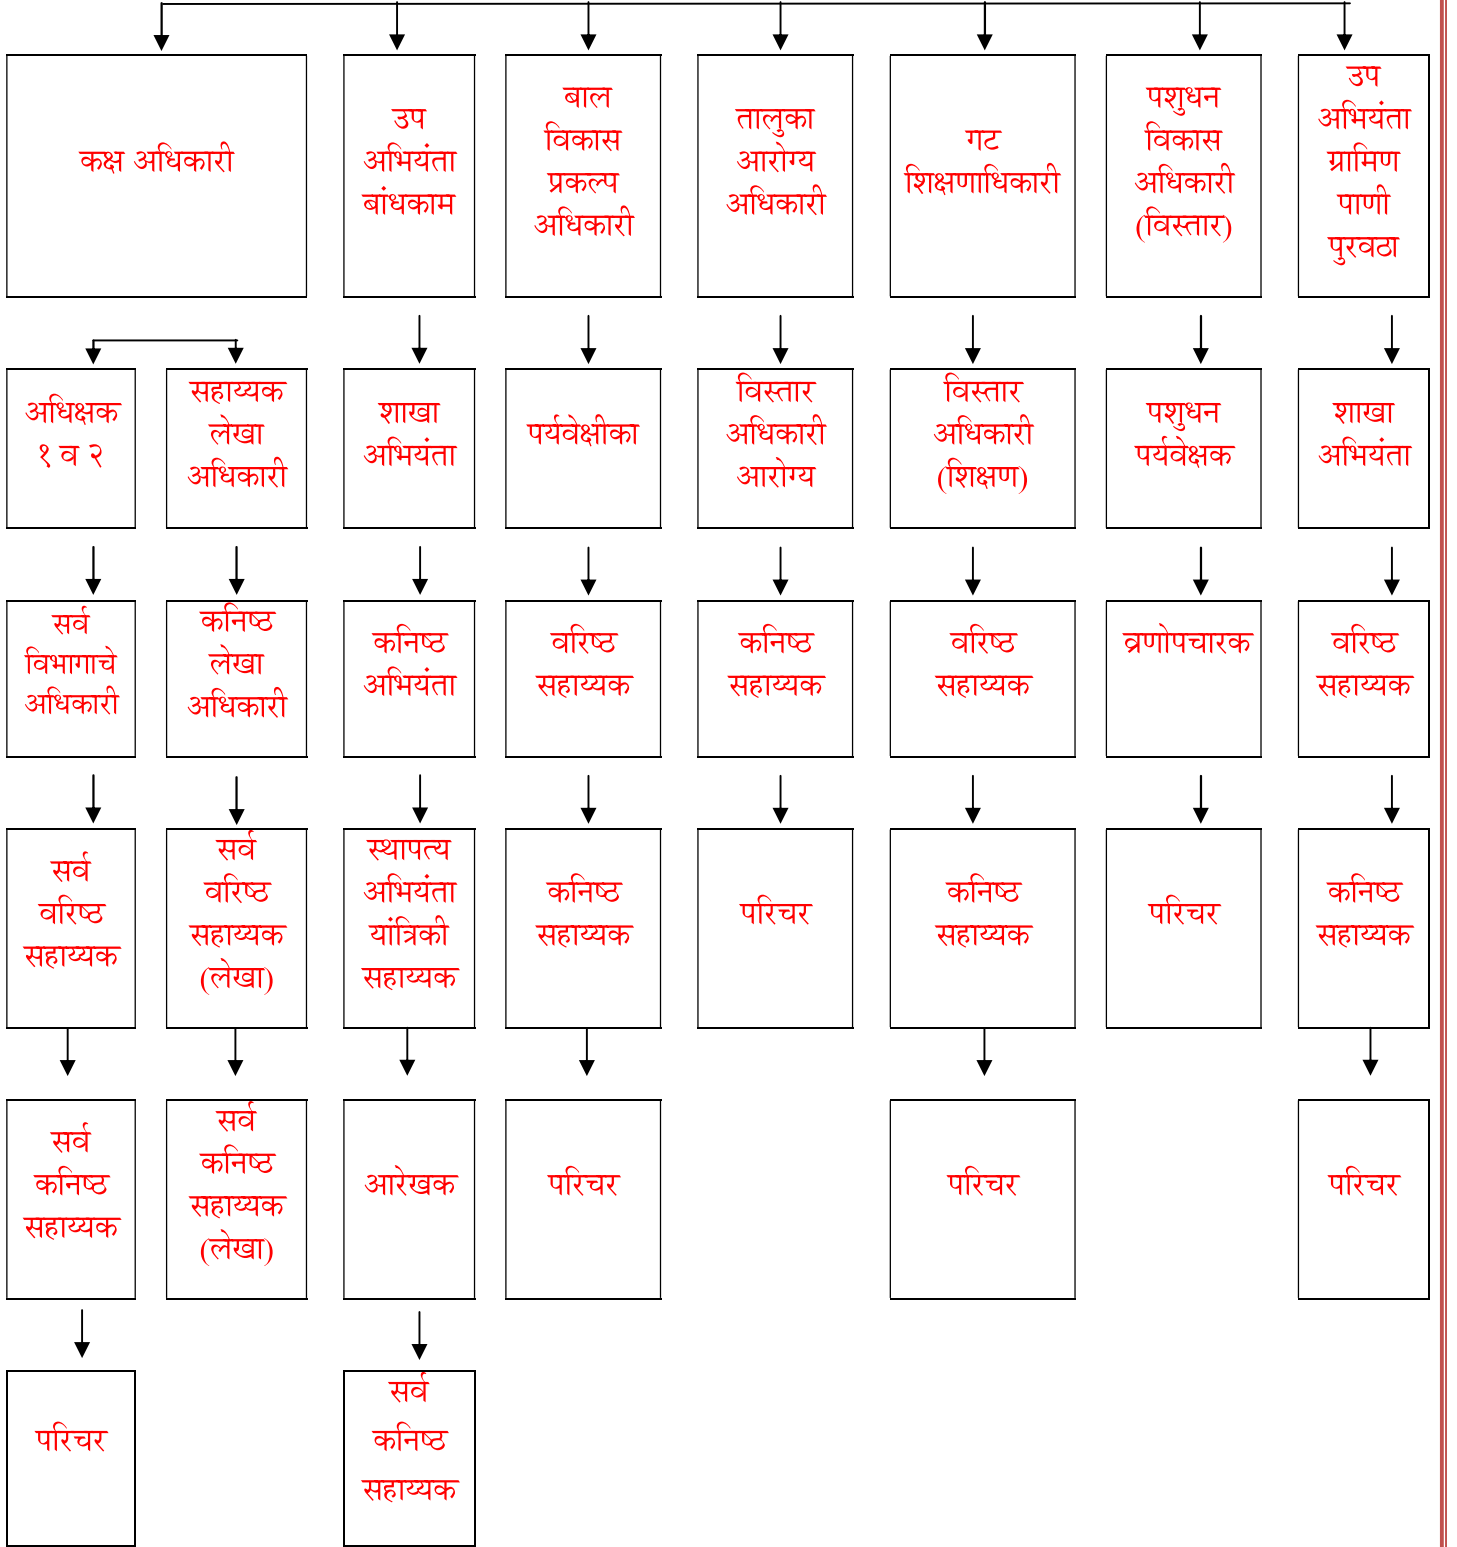 कक्ष अधिकारी
उप
अभियंता
बांधकाम
बाल
विकास
प्रकल्प
अधिकारी
तालुका
आरोग्य
अधिकारी
गट
शिक्षणाधिकारी
पशुधन
विकास
अधिकारी
(विस्तार)
उप
अभियंता
ग्रामिण
पाणी
पुरवठा
अधिक्षक
१ व २
सहाय्यक
लेखा
अधिकारी
शाखा
अभियंता
पर्यवेक्षीका
विस्तार
अधिकारी
आरोग्य
विस्तार
अधिकारी
(शिक्षण)
पशुधन
पर्यवेक्षक
शाखा
अभियंता
सर्व
विभागाचे
अधिकारी
कनिष्ठ
लेखा
अधिकारी
कनिष्ठ
अभियंता
वरिष्ठ
सहाय्यक
कनिष्ठ
सहाय्यक
वरिष्ठ
सहाय्यक
व्रणोपचारक
वरिष्ठ
सहाय्यक
सर्व
वरिष्ठ
सहाय्यक
सर्व
वरिष्ठ
सहाय्यक
(लेखा)
स्थापत्य
अभियंता
यांत्रिकी
सहाय्यक
कनिष्ठ
सहाय्यक
परिचर
कनिष्ठ
सहाय्यक
परिचर
कनिष्ठ
सहाय्यक
सर्व
कनिष्ठ
सहाय्यक
सर्व
कनिष्ठ
सहाय्यक
(लेखा)
आरेखक
परिचर
परिचर
परिचर
परिचर
सर्व
कनिष्ठ
सहाय्यक